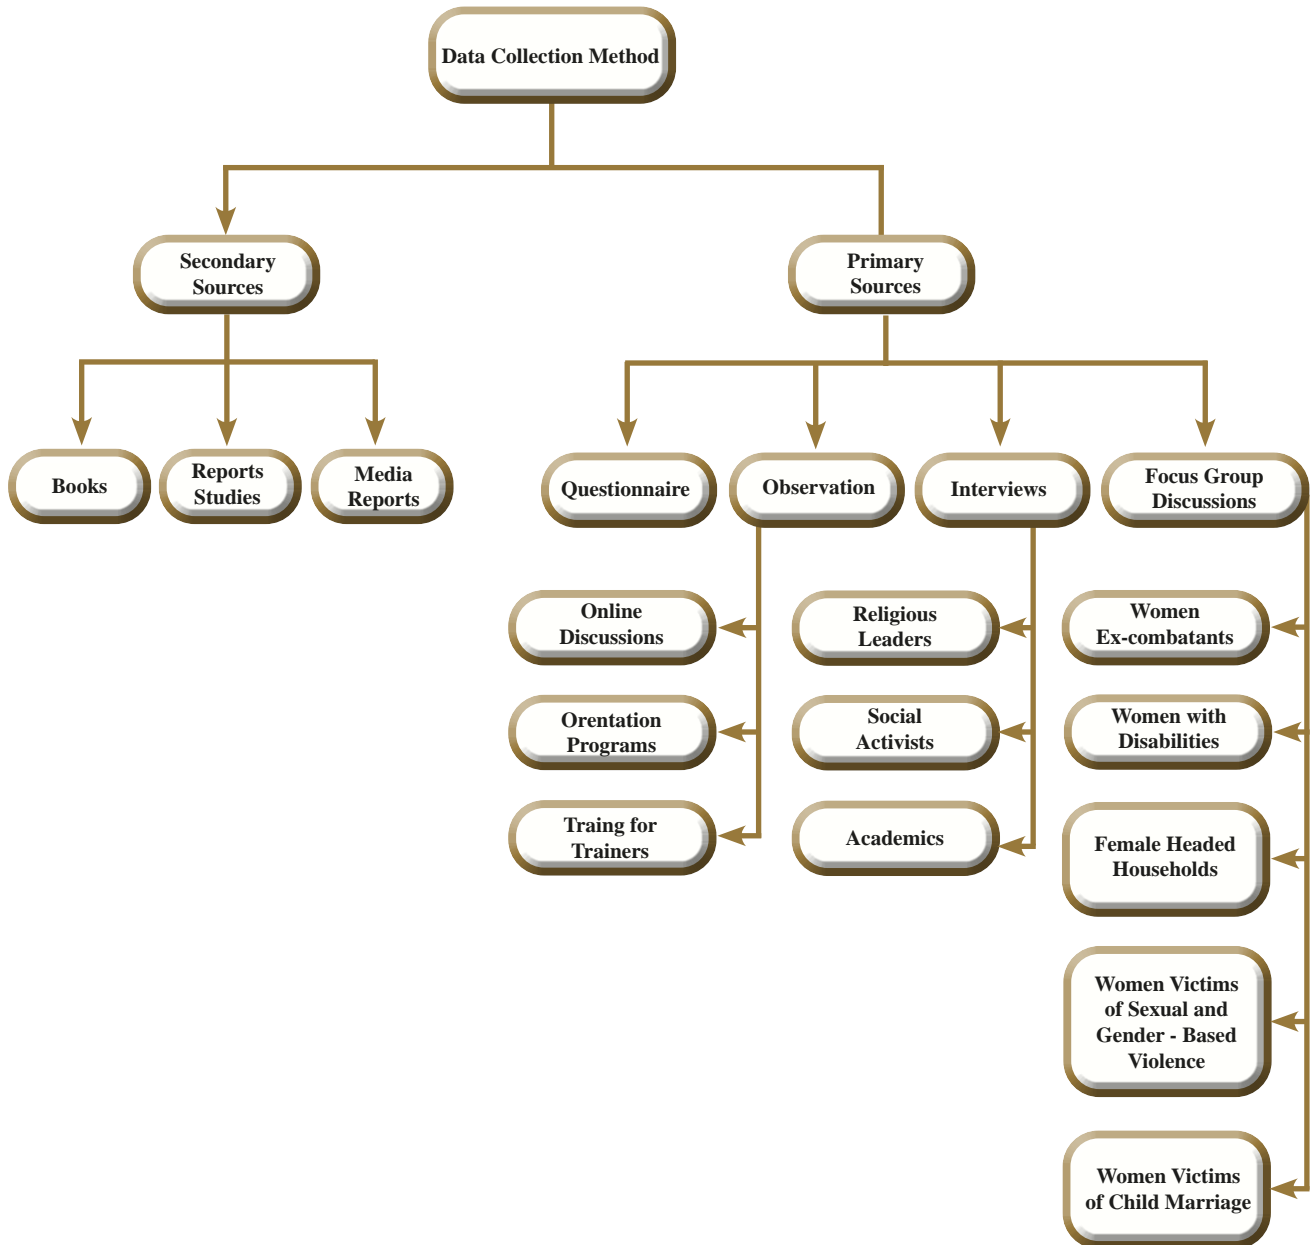 Data Collection Method
Secondary
Sources
Primary
Sources
Books
Reports
Studies
Media
Reports
Questionnaire
Observation
Interviews
Focus Group
Discussions
Online
Discussions
Orentation
Programs
Traing for
Trainers
Religious
Leaders
Social
Activists
Academics
Women
Ex-combatants
Women with
Disabilities
Female Headed
Households
Women Victims
of Sexual and
Gender - Based
Violence
Women Victims
of Child Marriage